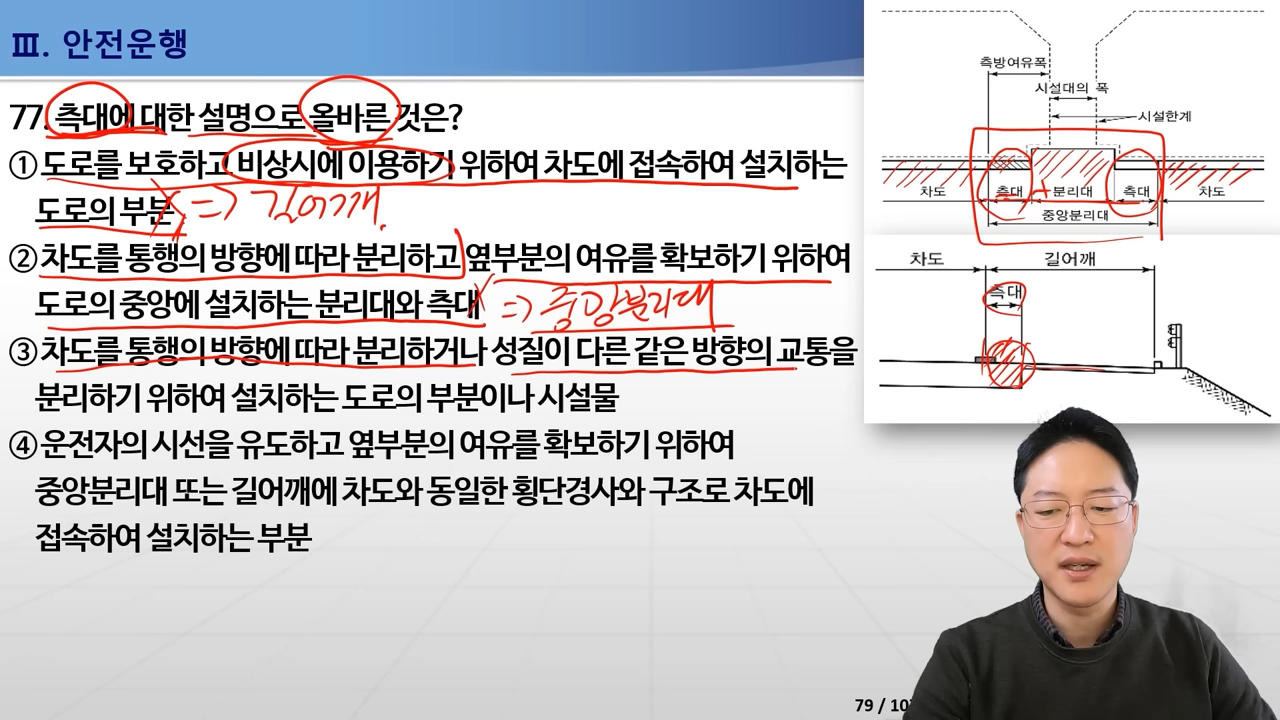 Ⅲ. 안전운행
77. 측대에 대한 설명으로 올바른 것은?
① 도로를 보호하고 비상시에 이용하기 위하여 차도에 접속하여 설치하는
도로의 부분 => 길어깨.
② 차도를 통행의 방향에 따라 분리하고 옆부분의 여유를 확보하기 위하여
도로의 중앙에 설치하는 분리대와 측대 => 중앙분리대
③ 차도를 통행의 방향에 따라 분리하거나 성질이 다른 같은 방향의 교통을
분리하기 위하여 설치하는 도로의 부분이나 시설물
④ 운전자의 시선을 유도하고 옆부분의 여유를 확보하기 위하여
중앙분리대 또는 길어깨에 차도와 동일한 횡단경사와 구조로 차도에
접속하여 설치하는 부분
측방여유폭
시설대의 폭
시설한계
차도 측대 + 분리대 측대 차도
중앙분리대
차도 길어깨
측대
79 /